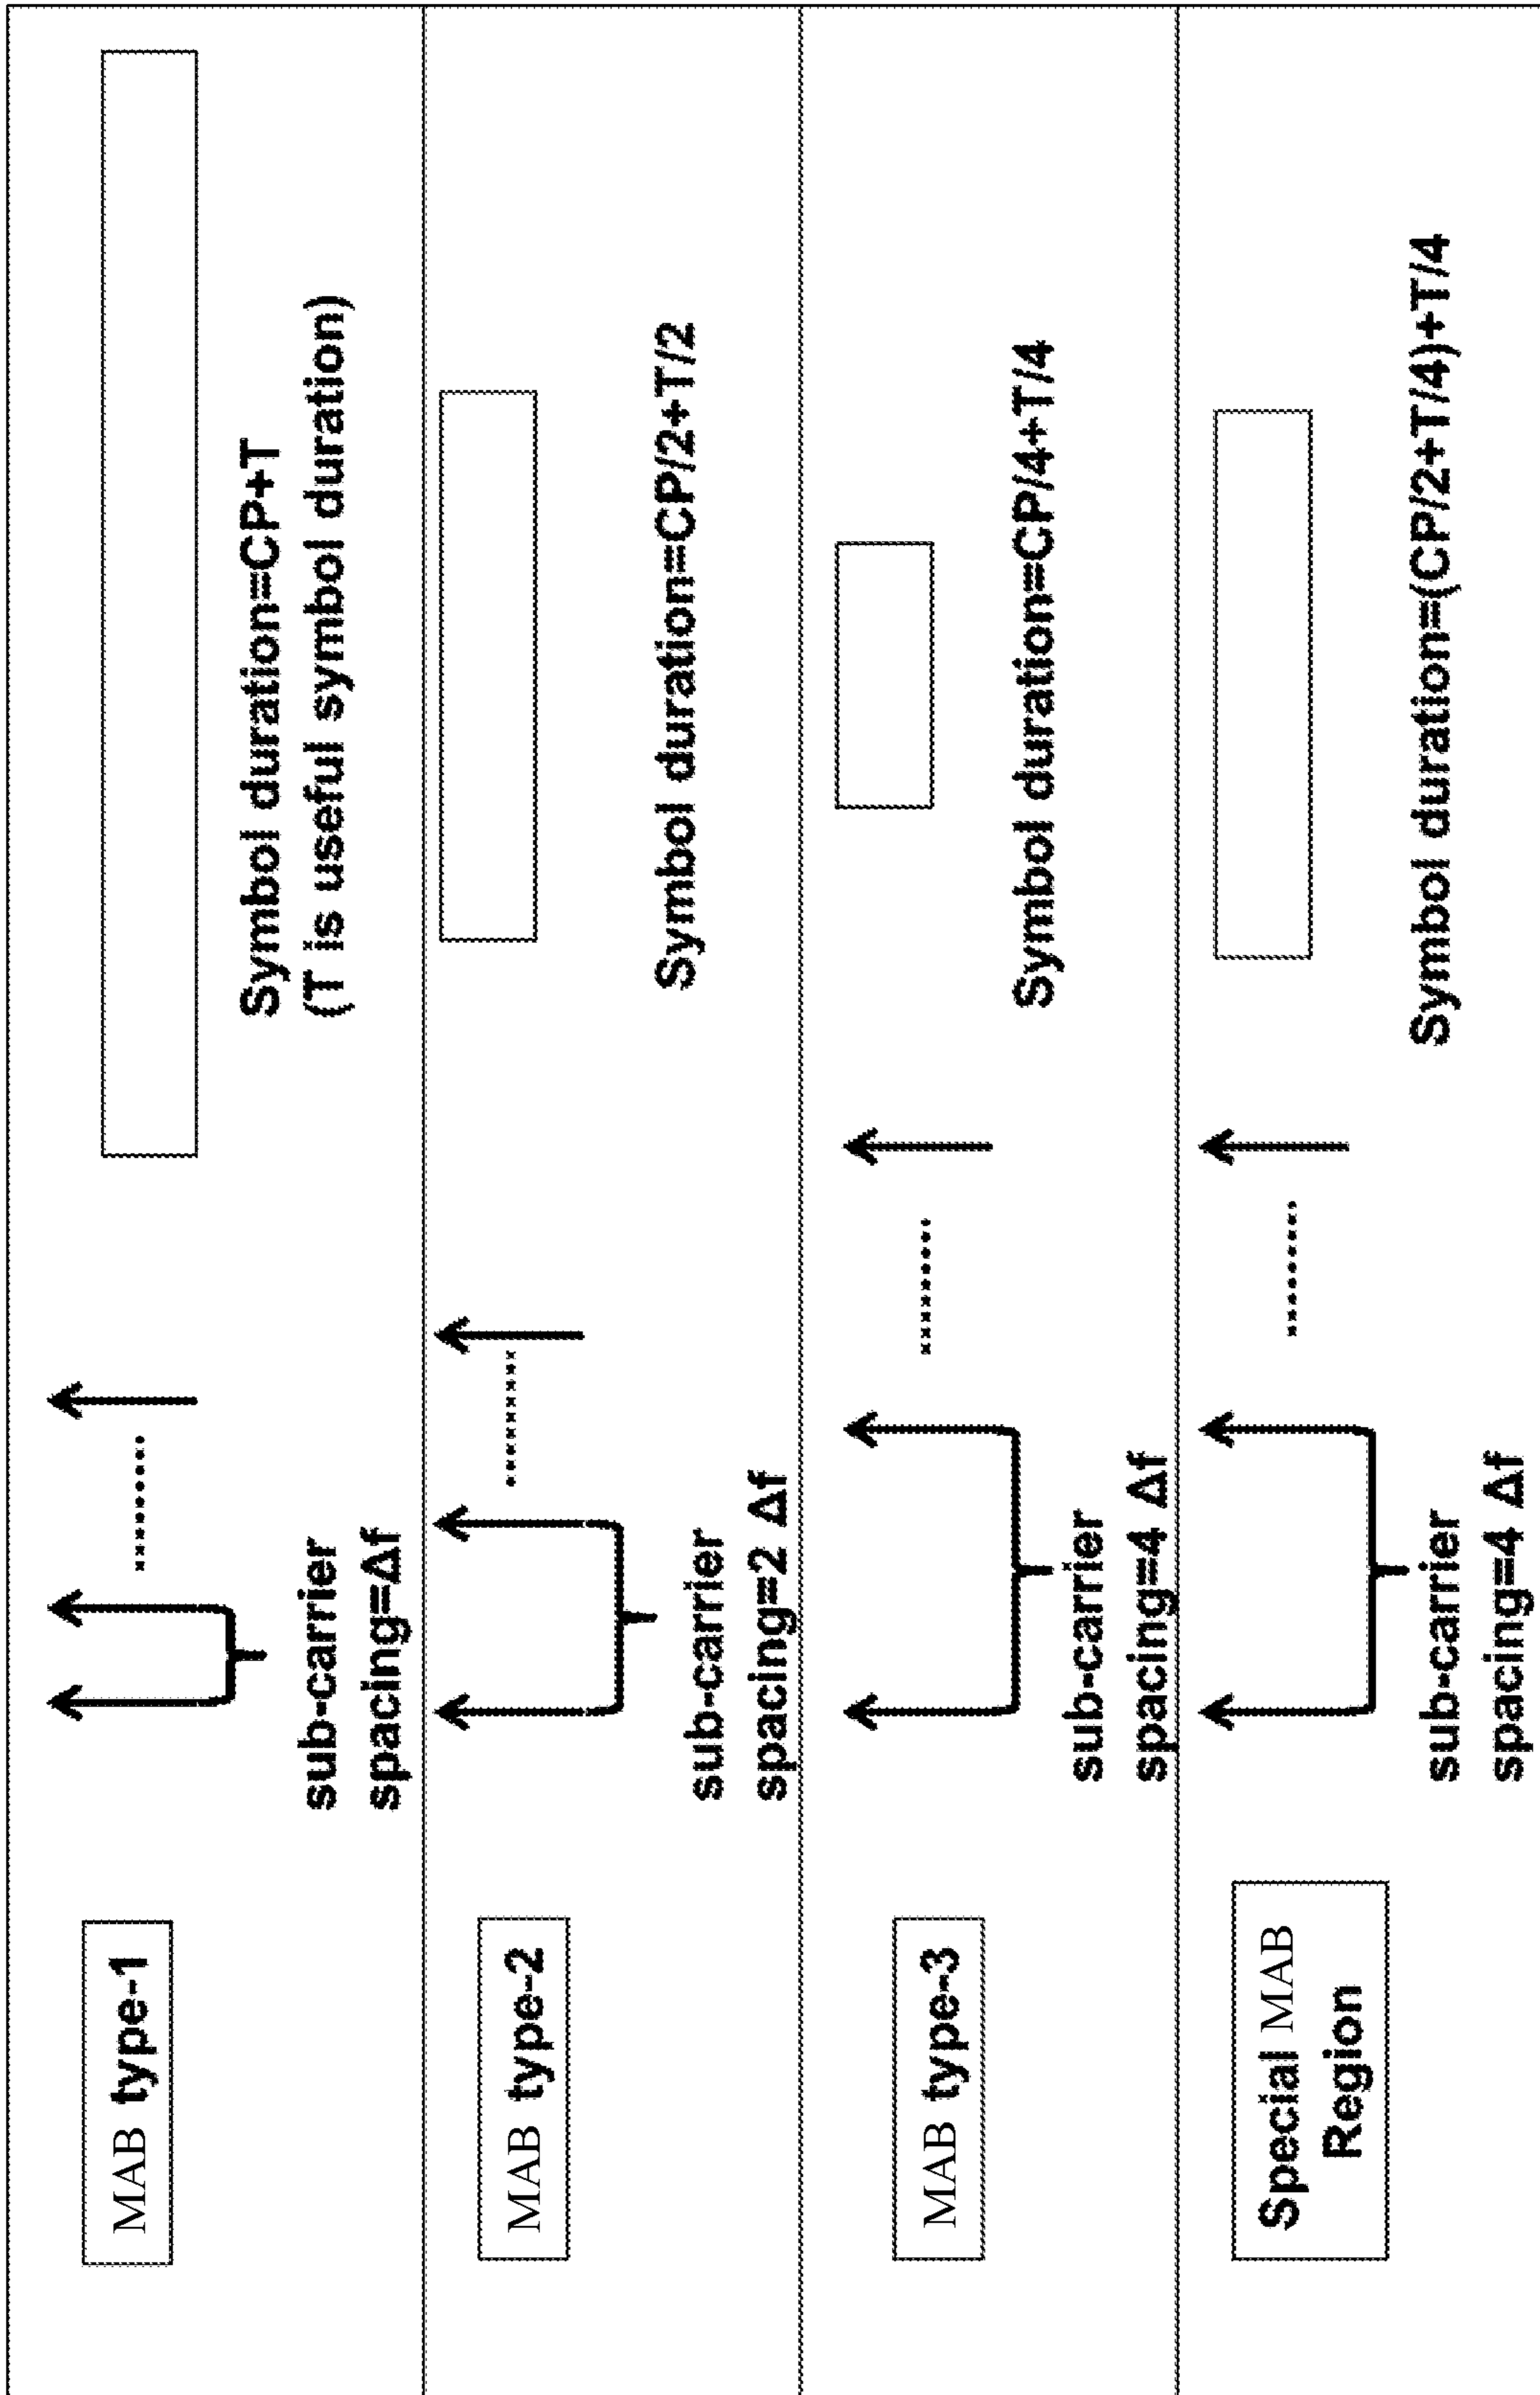 MAB type-1
sub-carrier
spacing=Δf
Symbol duration=CP+T
(T is useful symbol duration)
MAB type-2
sub-carrier
spacing=2 Δf
Symbol duration=CP/2+T/2
MAB type-3
sub-carrier
spacing=4 Δf
Symbol duration=CP/4+T/4
Special MAB
Region
sub-carrier
spacing=4 Δf
Symbol duration=(CP/2+T/4)+T/4